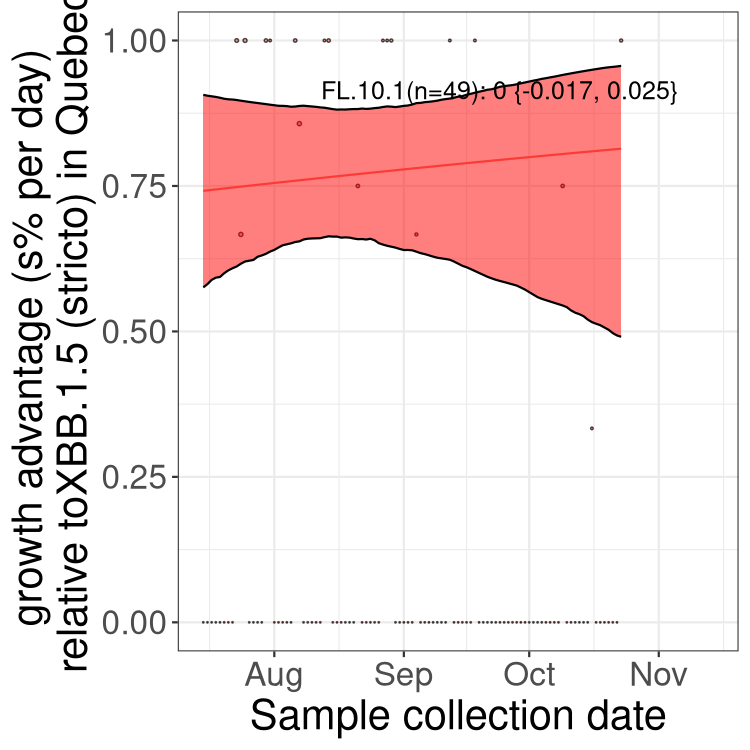 growth advantage (s% per day)
relative toXBB.1.5 (stricto) in Quebec
1.00
0.75
0.50
0.25
0.00
FL.10.1(n=49): 0 {-0.017, 0.025}
Aug Sep Oct Nov
Sample collection date